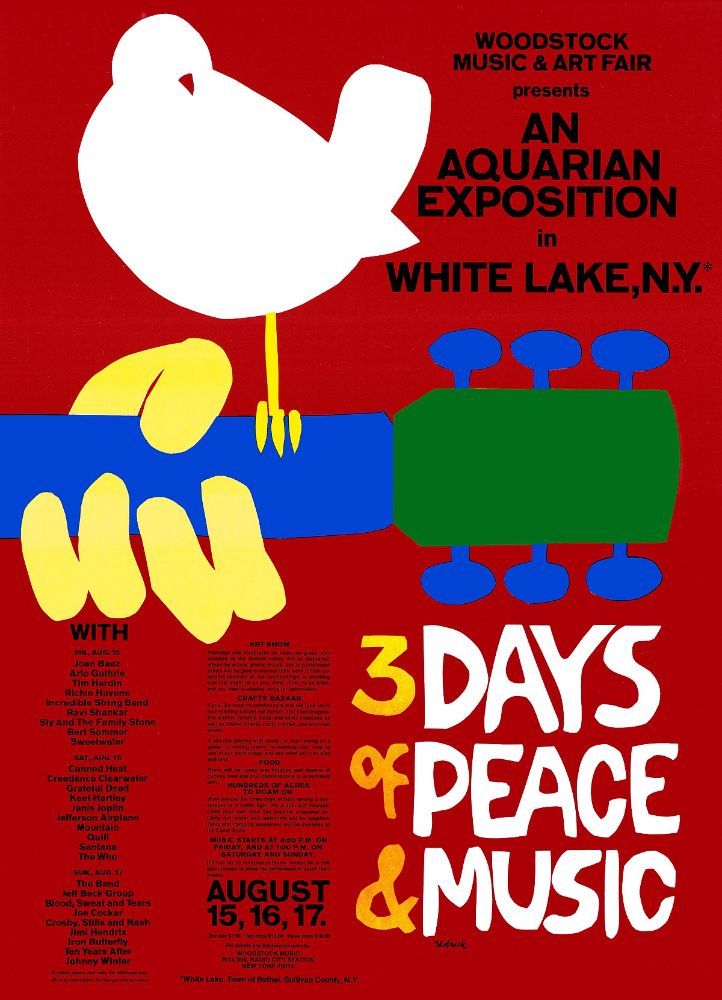 WOODSTOCK
MUSIC & ART FAIR
presents
AN
AQUARIAN
EXPOSITION
in
WHITE LAKE, N.Y.*
WITH
FRI., AUG. 15
Joan Baez
Arlo Guthrie
Tim Hardin
Richie Havens
Incredible String Band
Ravi Shankar
Sly And The Family Stone
Bert Sommer
Sweetwater
SAT., AUG. 16
Canned Heat
Creedence Clearwater
Grateful Dead
Keef Hartley
Janis Joplin
Jefferson Airplane
Mountain
Quill
Santana
The Who
SUN., AUG. 17
The Band
Jeff Beck Group
Blood, Sweat and Tears
Joe Cocker
Crosby, Stills and Nash
Jimi Hendrix
Iron Butterfly
Ten Years After
Johnny Winter
* check papers and radio for additional acts.
All programs subject to change without notice
ART SHOW
Paintings and sculptures on trees, on grass, sur-
rounded by the Hudson valley, will be displayed.
Would be artists, ghetto artists, and accomplished
artists will be glad to discuss their work, or the un-
spoiled splendor of the surroundings, or anything
else that might be on your mind. If you're an artist,
and you want to display, write for information.
CRAFTS BAZAAR
If you like creative knickknacks and old junk you'll
love roaming around our bazaar. You'll see imagina-
tive leather, ceramic, bead, and silver creations, as
well as Zodiac Charts, camp clothes, and worn out
shoes.
If you like playing with beads, or improvising on a
guitar, or writing poetry, or molding clay, stop by
one of our work shops and see what you can give
and take.
FOOD
There will be cokes and hotdogs and dozens of
curious food and fruit combinations to experiment
with.
HUNDREDS OF ACRES
TO ROAM ON
Walk around for three days without seeing a sky-
scraper or a traffic light. Fly a kite, sun yourself.
Cook your own food and breathe unspoiled air.
Camp out: water and restrooms will be supplied.
Tents and camping equipment will be available at
the Camp Store.
MUSIC STARTS AT 4:00 P.M. ON
FRIDAY, AND AT 1:00 P.M. ON
SATURDAY AND SUNDAY.
It'll run for 12 continuous hours, except for a few
short breaks to allow the performers to catch their
breath.
AUGUST
15, 16, 17.
One day $7.00 Two days $13.00 Three days $18.00
For tickets and information write to:
WOODSTOCK MUSIC
BOX 996, RADIO CITY STATION
NEW YORK 10019
*White Lake, Town of Bethel, Sullivan County, N.Y.
3 DAYS
of PEACE
& MUSIC
Skolnick